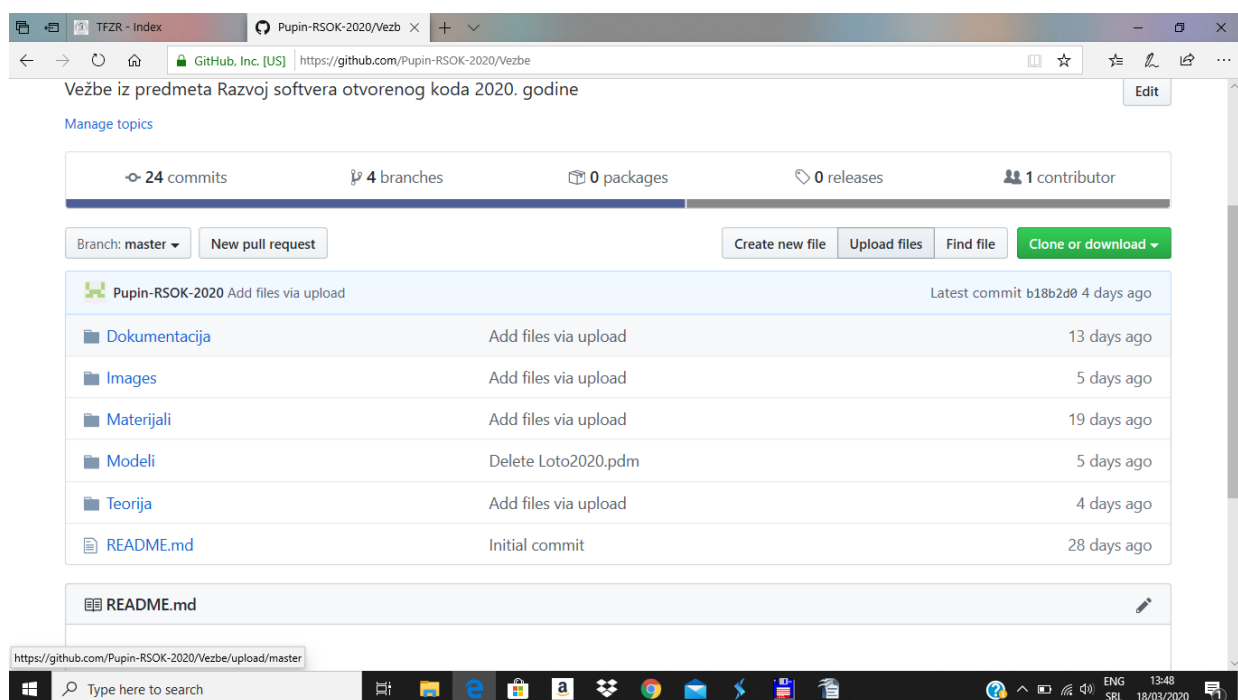 TFZR - Index
Pupin-RSOK-2020/Vezb
GitHub, Inc. [US] https://github.com/Pupin-RSOK-2020/Vezbe
Vežbe iz predmeta Razvoj softvera otvorenog koda 2020. godine
Edit
Manage topics
24 commits 4 branches 0 packages 0 releases 1 contributor
Branch: master New pull request Create new file Upload files Find file Clone or download
Pupin-RSOK-2020 Add files via upload Latest commit b18b2d0 4 days ago
Dokumentacija Add files via upload 13 days ago
Images Add files via upload 5 days ago
Materijali Add files via upload 19 days ago
Modeli Delete Loto2020.pdm 5 days ago
Teorija Add files via upload 4 days ago
README.md Initial commit 28 days ago
README.md
https://github.com/Pupin-RSOK-2020/Vezbe/upload/master
Type here to search
ENG 13:48
SRL 18/03/2020